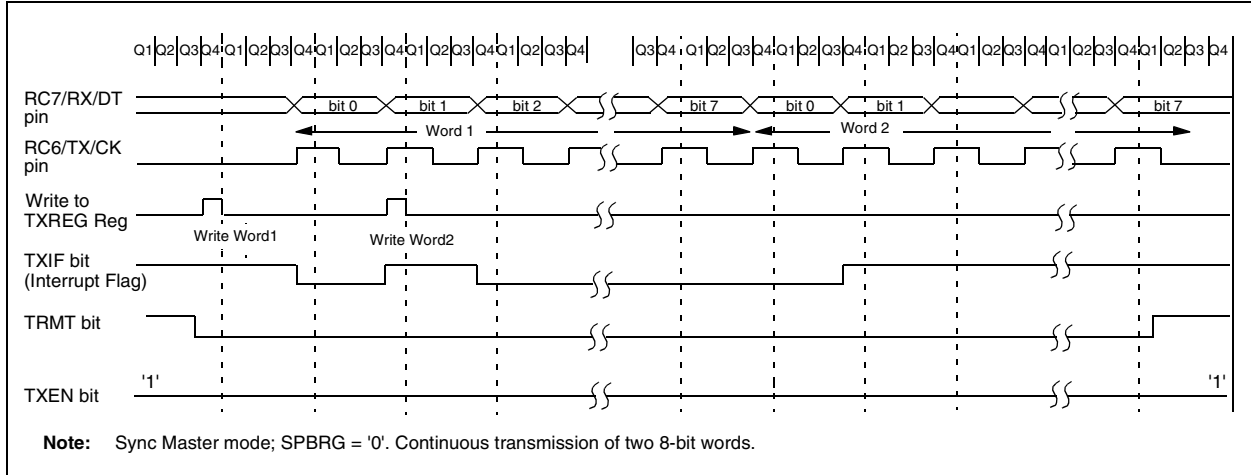 Q1 Q2 Q3 Q4 Q1 Q2 Q3 Q4 Q1 Q2 Q3 Q4 Q1 Q2 Q3 Q4 Q1 Q2 Q3 Q4 Q3 Q4 Q1 Q2 Q3 Q4 Q1 Q2 Q3 Q4 Q1 Q2 Q3 Q4 Q1 Q2 Q3 Q4 Q1 Q2 Q3 Q4 Q1 Q2 Q3 Q4
RC7/RX/DT
pin
bit 0 bit 1 bit 2 bit 7 bit 0 bit 1 bit 7
Word 1 Word 2
RC6/TX/CK
pin
Write to
TXREG Reg
Write Word1 Write Word2
TXIF bit
(Interrupt Flag)
TRMT bit
'1' '1'
TXEN bit
Note: Sync Master mode; SPBRG = '0'. Continuous transmission of two 8-bit words.